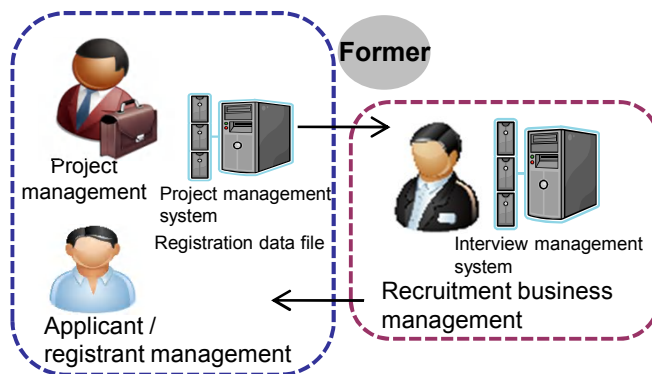 Former
Project
management
Project management
system
Registration data file
Applicant /
registrant management
Interview management
system
Recruitment business
management